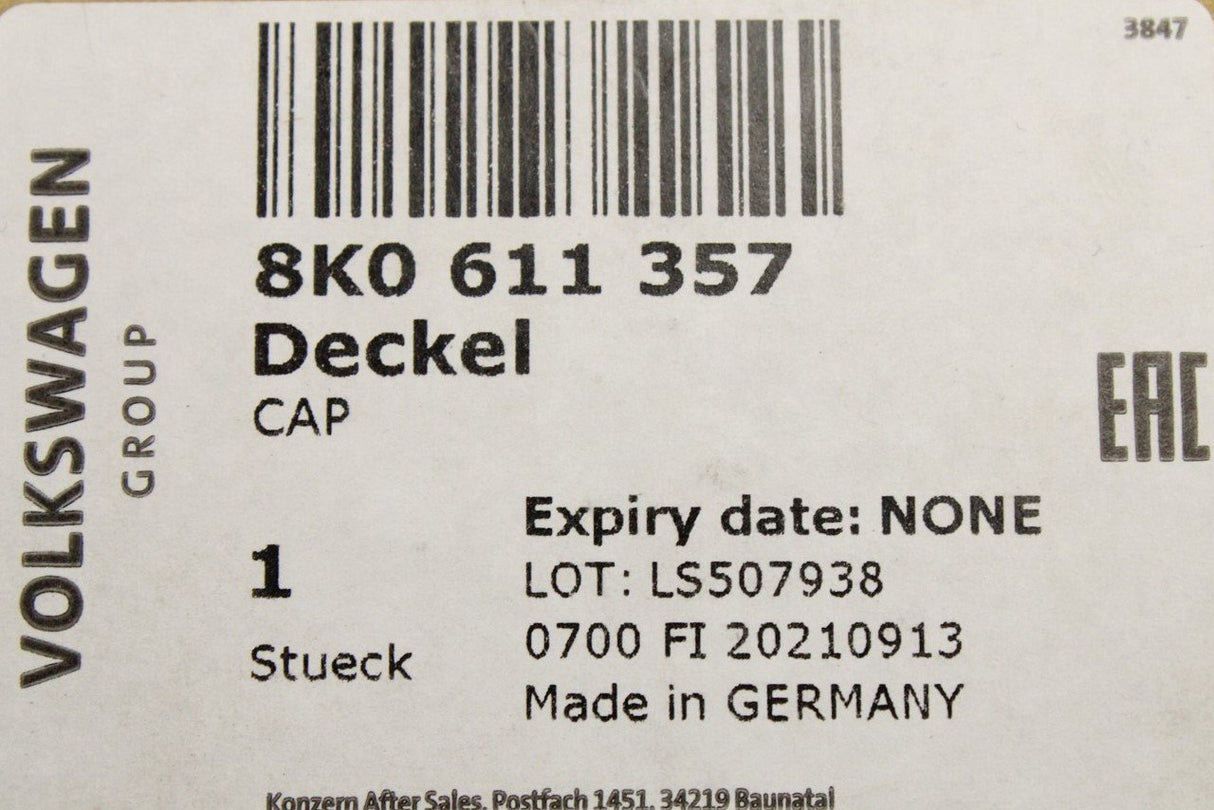 3847
VOLKSWAGEN
GROUP
8K0 611 357
Deckel
CAP
EAC
Expiry date: NONE
1
LOT: LS507938
0700 FI 20210913
Stueck
Made in GERMANY
Konzern After Sales, Postfach 1451, 34219 Baunatal